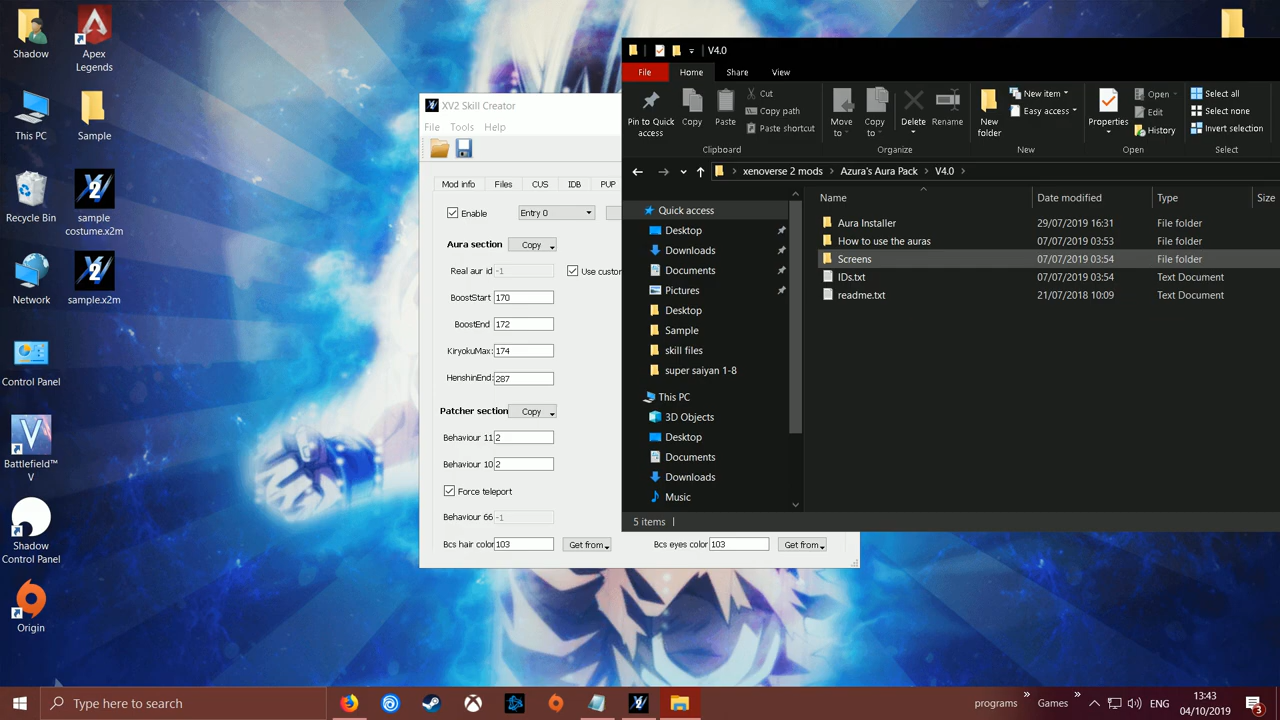 Shadow
Apex
Legends
This PC
Sample
Recycle Bin
sample
costume.x2m
Network
sample.x2m
Control Panel
Battlefield™
V
Shadow
Control
Panel
Origin
XV2 Skill Creator
File Tools Help
Mod info Files CUS IDB PUP
Enable Entry 0
Aura section Copy
Real aur id -1 Use custo
BoostStart 170
BoostEnd 172
KiryokuMax: 174
HenshinEnd: 287
Patcher section Copy
Behaviour 11 2
Behaviour 10 2
Force teleport
Behaviour 66 -1
Bcs hair color 103 Get from Bcs eyes color 103 Get from
V4.0
File Home Share View
Pin to Quick
access
Copy
Paste
Cut
Copy path
Paste shortcut
Clipboard
Move
to
Copy
to
Delete
Rename
Organize
New
folder
New item
Easy access
New
Properties
Open
Edit
History
Open
Select all
Select none
Invert selection
Select
xenoverse 2 mods Azura's Aura Pack V4.0
Quick access
Desktop
Downloads
Documents
Pictures
Desktop
Sample
skill files
super saiyan 1-8
This PC
3D Objects
Desktop
Documents
Downloads
Music
Name Date modified Type Size
Aura Installer 29/07/2019 16:31 File folder
How to use the auras 07/07/2019 03:53 File folder
Screens 07/07/2019 03:54 File folder
IDs.txt 07/07/2019 03:54 Text Document
readme.txt 21/07/2018 10:09 Text Document
5 items
Type here to search
programs » Games » ENG
13:43
04/10/2019
3